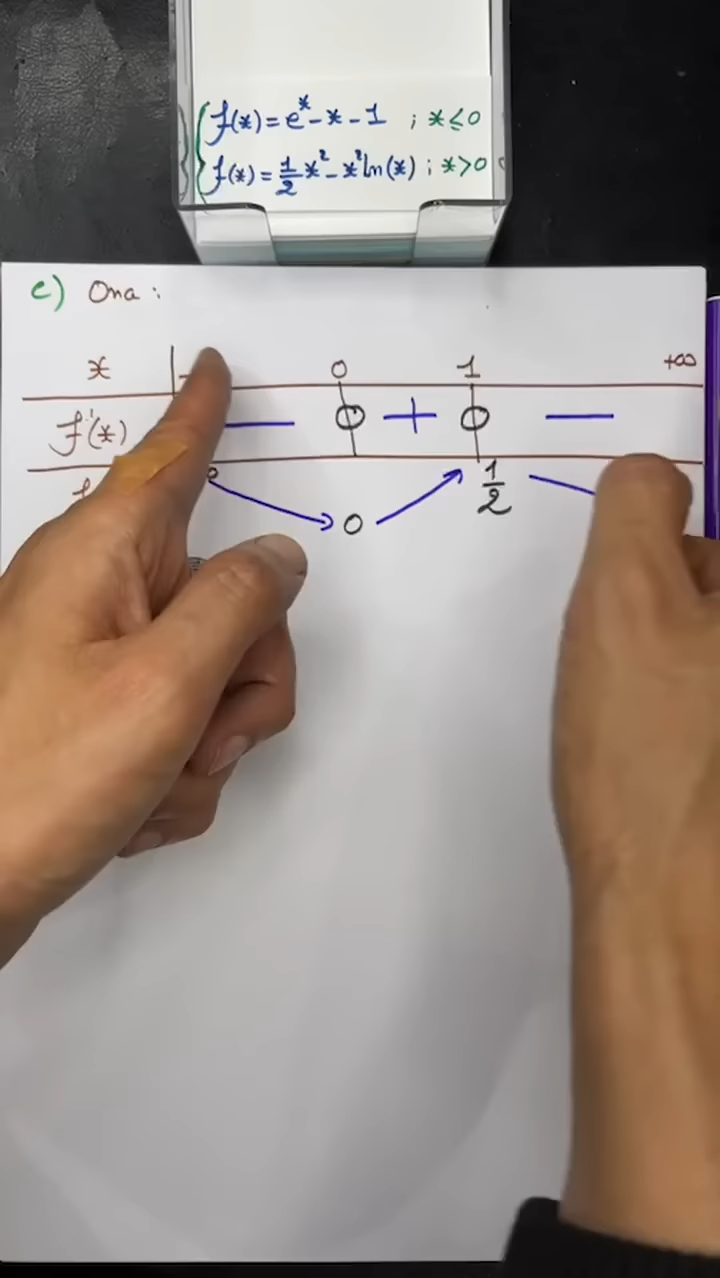 f(x) = e^x - x - 1 ; x ≤ 0
f(x) = 1/2 x² - x² ln(x) ; x > 0
e) Ona :
x 0 1 +∞
f'(x) — 0 + 0 —
0 1/2